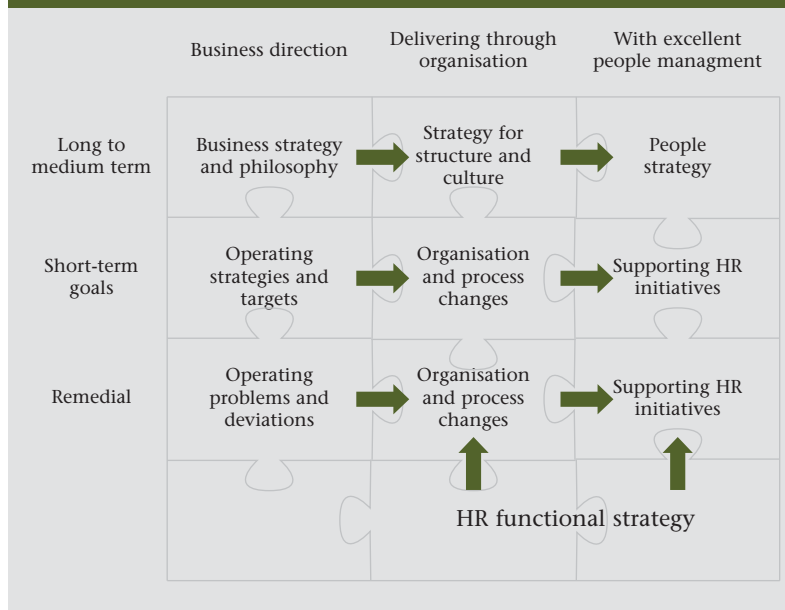 Business direction
Delivering through
organisation
With excellent
people managment
Long to
medium term
Business strategy
and philosophy
Strategy for
structure and
culture
People
strategy
Short-term
goals
Operating
strategies and
targets
Organisation
and process
changes
Supporting HR
initiatives
Remedial
Operating
problems and
deviations
Organisation
and process
changes
Supporting HR
initiatives
HR functional strategy